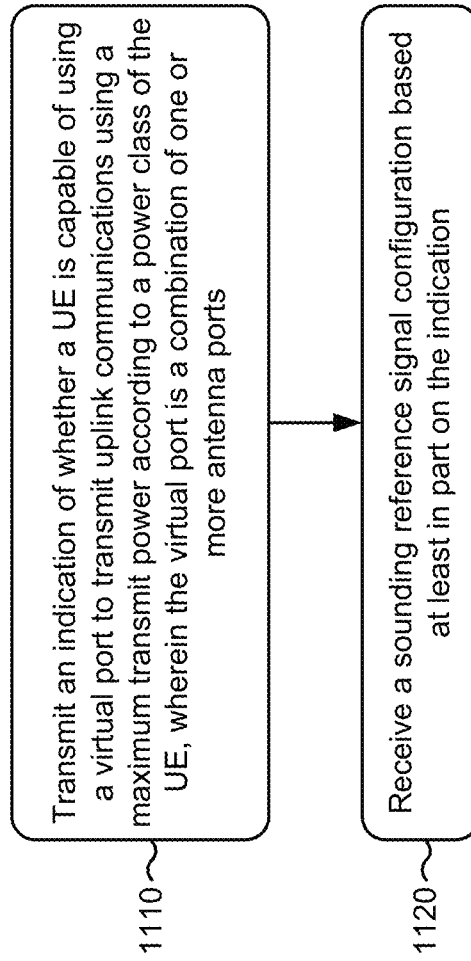 1110
Transmit an indication of whether a UE is capable of using
a virtual port to transmit uplink communications using a
maximum transmit power according to a power class of the
UE, wherein the virtual port is a combination of one or
more antenna ports
1120
Receive a sounding reference signal configuration based
at least in part on the indication